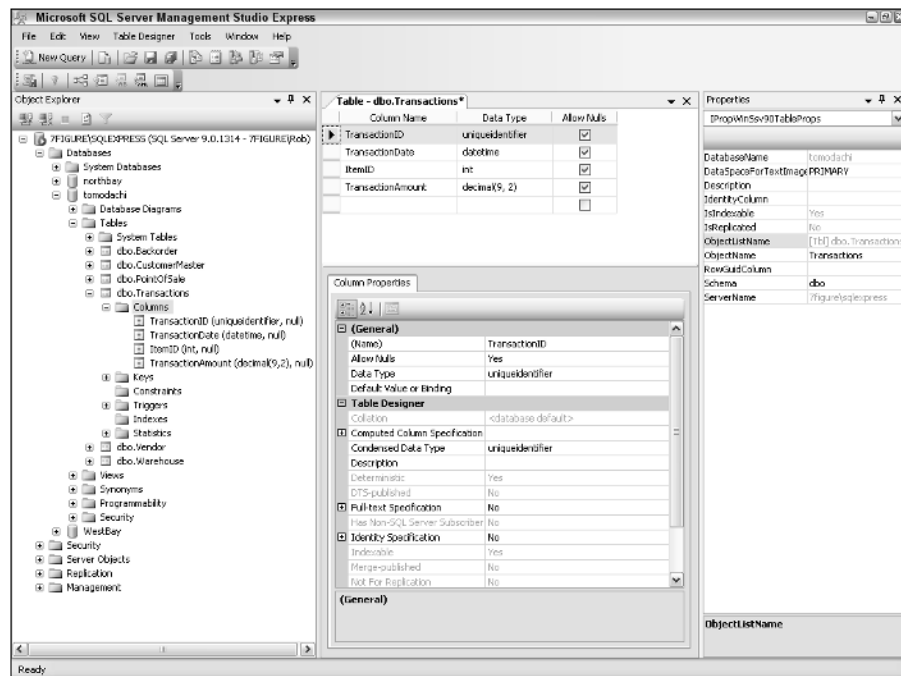 Microsoft SQL Server Management Studio Express
File Edit View Table Designer Tools Window Help
New Query
Object Explorer
7FIGURE\SQLEXPRESS (SQL Server 9.0.1314 - 7FIGURE\Rob)
Databases
System Databases
northbay
tomodachi
Database Diagrams
Tables
System Tables
dbo.Backorder
dbo.CustomerMaster
dbo.PointOfSale
dbo.Transactions
Columns
TransactionID (uniqueidentifier, null)
TransactionDate (datetime, null)
ItemID (int, null)
TransactionAmount (decimal(9,2), null)
Keys
Constraints
Triggers
Indexes
Statistics
dbo.Vendor
dbo.Warehouse
Views
Synonyms
Programmability
Security
WestBay
Security
Server Objects
Replication
Management
Table - dbo.Transactions*
Column Name Data Type Allow Nulls
TransactionID uniqueidentifier
TransactionDate datetime
ItemID int
TransactionAmount decimal(9, 2)
Column Properties
(General)
(Name) TransactionID
Allow Nulls Yes
Data Type uniqueidentifier
Default Value or Binding
Table Designer
Collation <database default>
Computed Column Specification
Condensed Data Type uniqueidentifier
Description
Deterministic Yes
DTS-published No
Full-text Specification No
Has Non-SQL Server Subscriber No
Identity Specification No
Indexable Yes
Merge-published No
Not For Replication No
(General)
Properties
IPropWinSsv90TableProps
DatabaseName tomodachi
DataSpaceForTextImage PRIMARY
Description
IdentityColumn
IsIndexable Yes
IsReplicated No
ObjectListName [Tbl] dbo.Transactions
ObjectName Transactions
RowGuidColumn
Schema dbo
ServerName 7figure\sqlexpress
ObjectListName
Ready